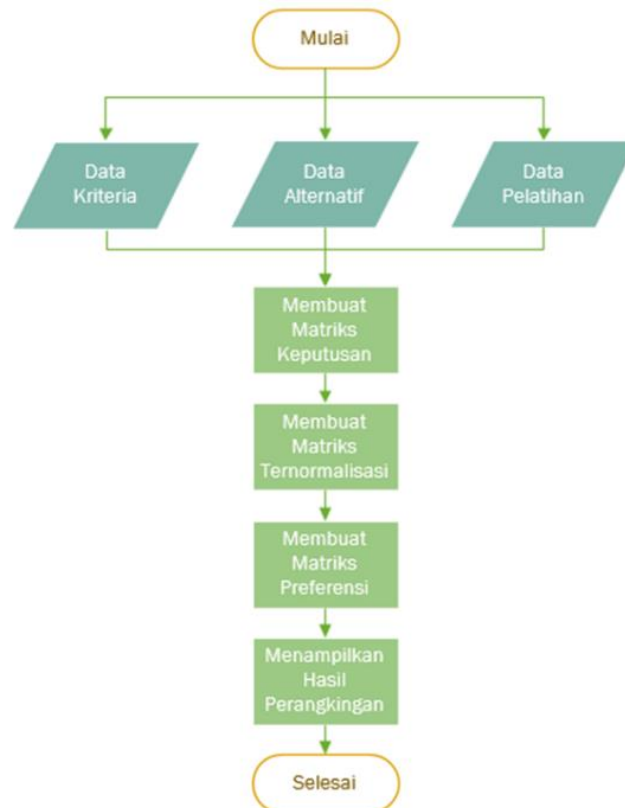 Mulai
Data
Kriteria
Data
Alternatif
Data
Pelatihan
Membuat
Matriks
Keputusan
Membuat
Matriks
Ternormalisasi
Membuat
Matriks
Preferensi
Menampilkan
Hasil
Perangkingan
Selesai